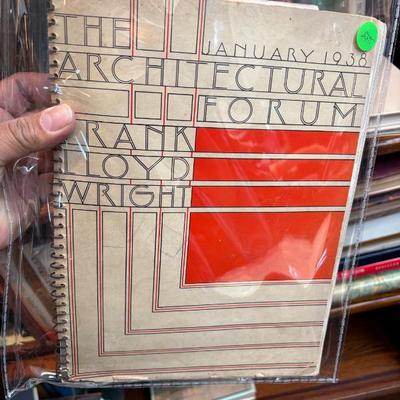 THE
JANUARY 1938
ARCHITECTURAL
FORUM
FRANK
LLOYD
WRIGHT